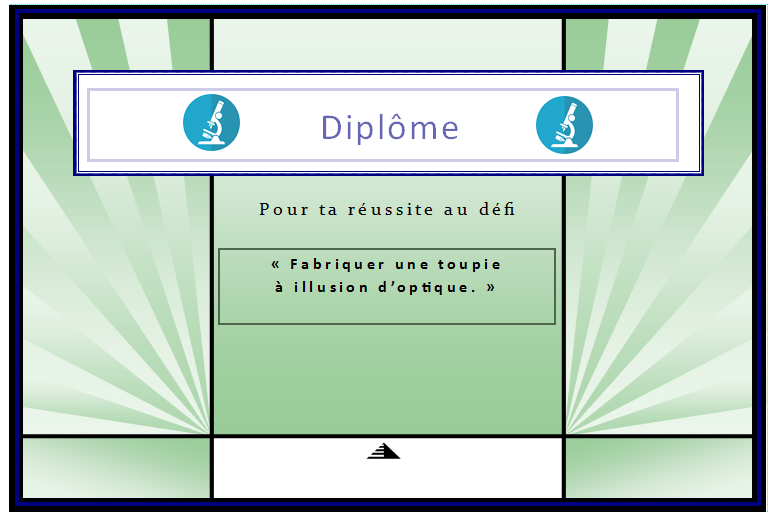 Diplôme
Pour ta réussite au défi
« Fabriquer une toupie
à illusion d’optique. »